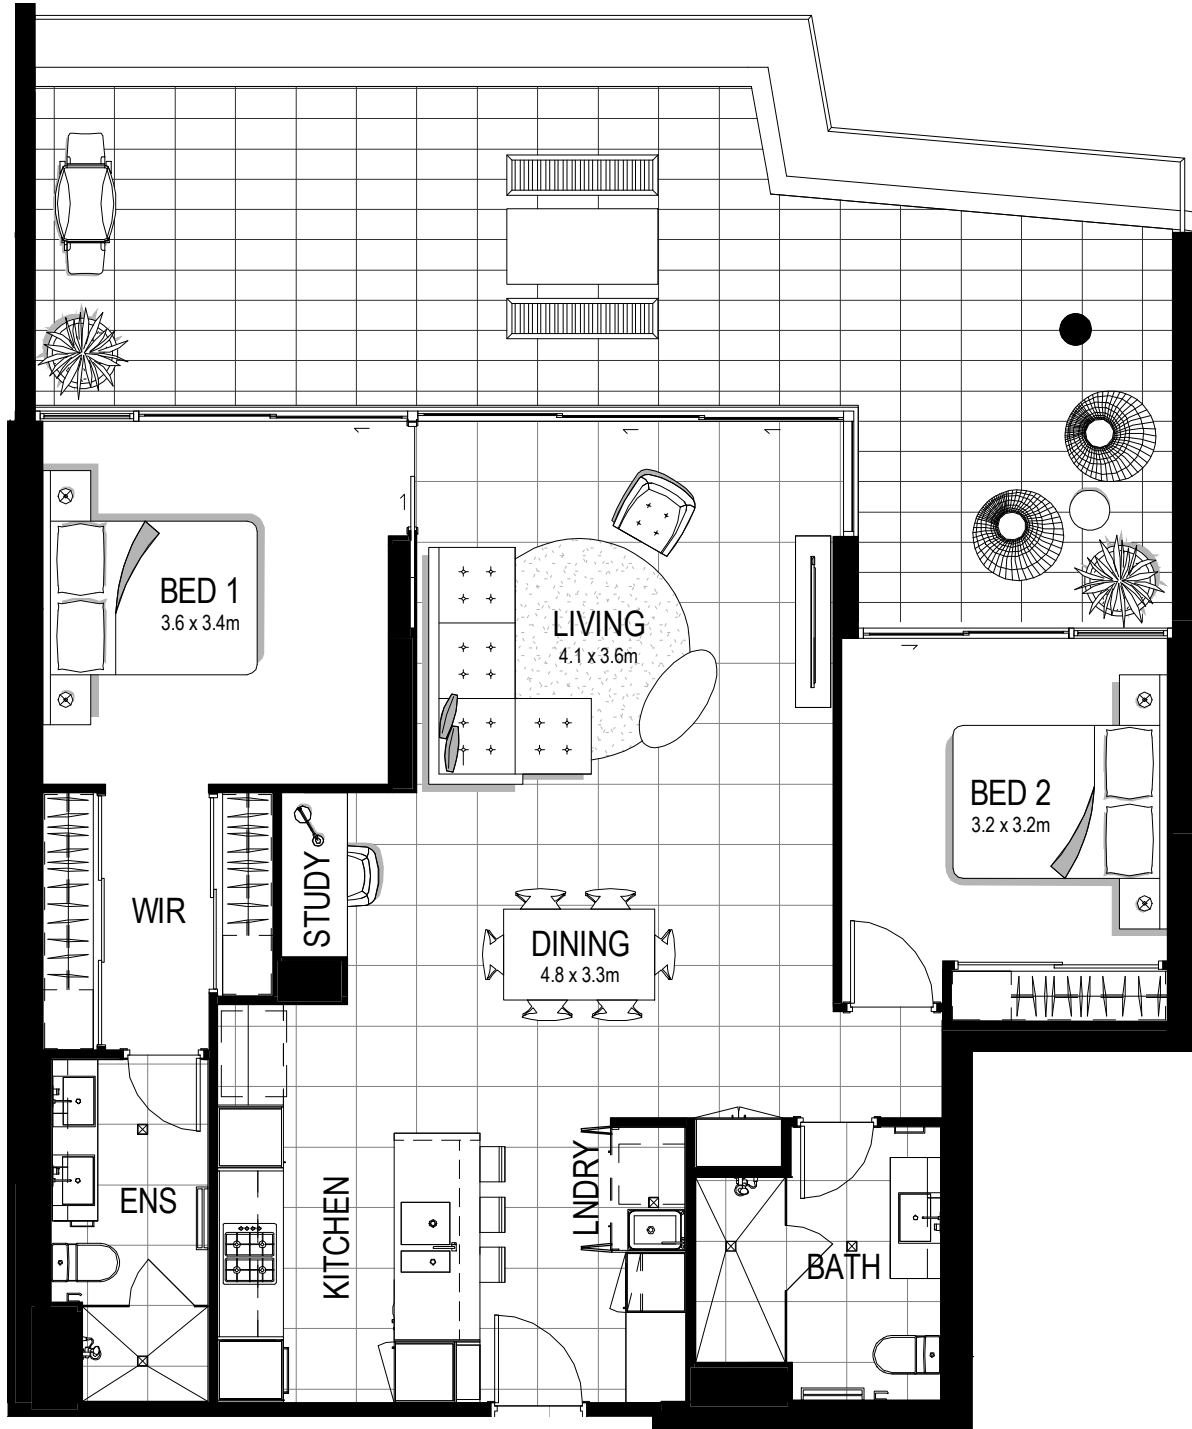 BED 1
3.6 x 3.4m
LIVING
4.1 x 3.6m
BED 2
3.2 x 3.2m
WIR
STUDY
DINING
4.8 x 3.3m
ENS
KITCHEN
LNDRY
BATH